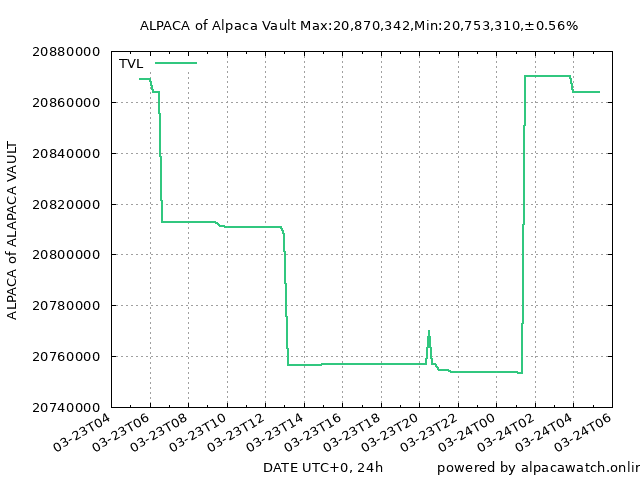 ALPACA of Alpaca Vault Max:20,870,342,Min:20,753,310,±0.56%
TVL
20880000
20860000
20840000
20820000
20800000
20780000
20760000
20740000
ALPACA of ALAPACA VAULT
03-23T04
03-23T06
03-23T08
03-23T10
03-23T12
03-23T14
03-23T16
03-23T18
03-23T20
03-23T22
03-24T00
03-24T02
03-24T04
03-24T06
DATE UTC+0, 24h
powered by alpacawatch.onlin